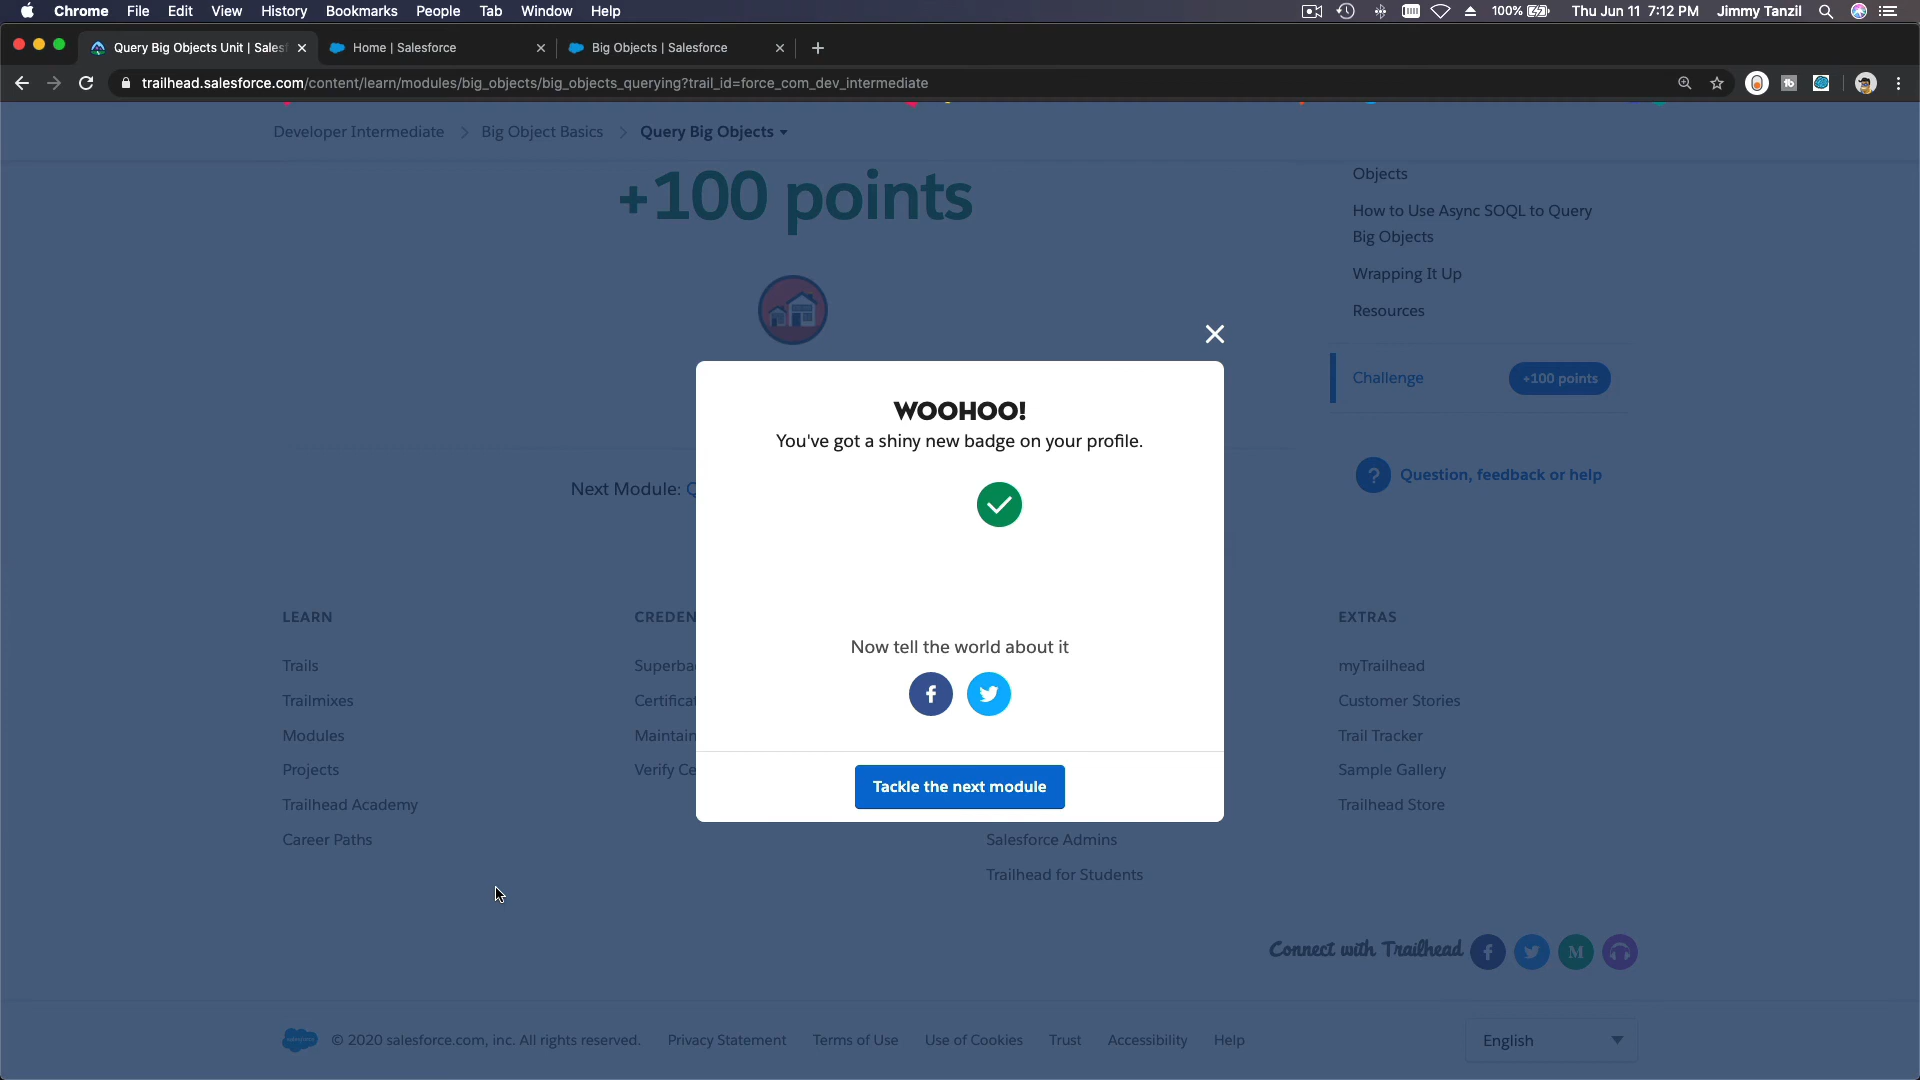 Chrome File Edit View History Bookmarks People Tab Window Help 100% Thu Jun 11 7:12 PM Jimmy Tanzil
Query Big Objects Unit | Sales Home | Salesforce Big Objects | Salesforce
trailhead.salesforce.com/content/learn/modules/big_objects/big_objects_querying?trail_id=force_com_dev_intermediate
Developer Intermediate Big Object Basics Query Big Objects
+100 points
Objects
How to Use Async SOQL to Query
Big Objects
Wrapping It Up
Resources
Challenge +100 points
Question, feedback or help
WOOHOO!
You've got a shiny new badge on your profile.
Next Module:
Now tell the world about it
Tackle the next module
LEARN
Trails
Trailmixes
Modules
Projects
Trailhead Academy
Career Paths
CREDEN
Superba
Certificat
Maintain
Verify Ce
Salesforce Admins
Trailhead for Students
EXTRAS
myTrailhead
Customer Stories
Trail Tracker
Sample Gallery
Trailhead Store
Connect with Trailhead
© 2020 salesforce.com, inc. All rights reserved. Privacy Statement Terms of Use Use of Cookies Trust Accessibility Help English